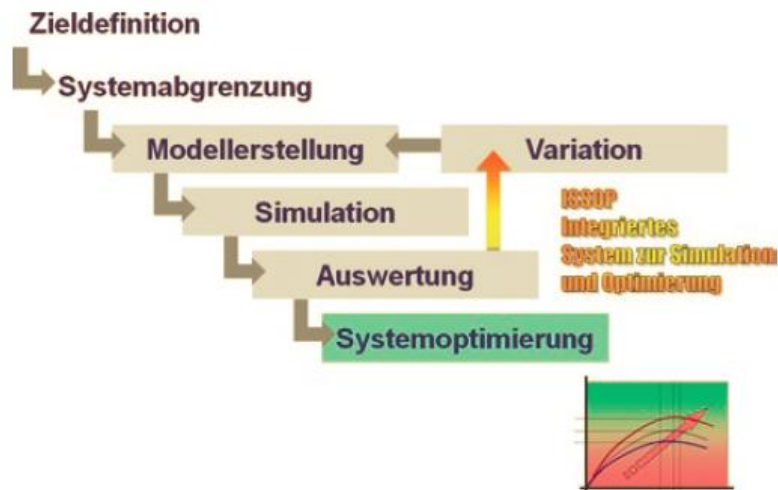 Zieldefinition
Systemabgrenzung
Modellerstellung
Variation
Simulation
ISSOP
Integriertes
System zur Simulation
und Optimierung
Auswertung
Systemoptimierung